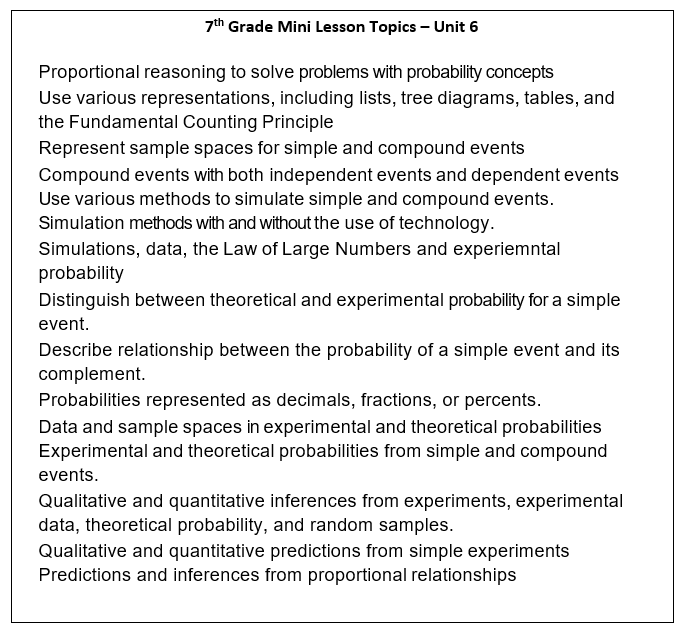 7th Grade Mini Lesson Topics – Unit 6
Proportional reasoning to solve problems with probability concepts
Use various representations, including lists, tree diagrams, tables, and
the Fundamental Counting Principle
Represent sample spaces for simple and compound events
Compound events with both independent events and dependent events
Use various methods to simulate simple and compound events.
Simulation methods with and without the use of technology.
Simulations, data, the Law of Large Numbers and experiemntal
probability
Distinguish between theoretical and experimental probability for a simple
event.
Describe relationship between the probability of a simple event and its
complement.
Probabilities represented as decimals, fractions, or percents.
Data and sample spaces in experimental and theoretical probabilities
Experimental and theoretical probabilities from simple and compound
events.
Qualitative and quantitative inferences from experiments, experimental
data, theoretical probability, and random samples.
Qualitative and quantitative predictions from simple experiments
Predictions and inferences from proportional relationships